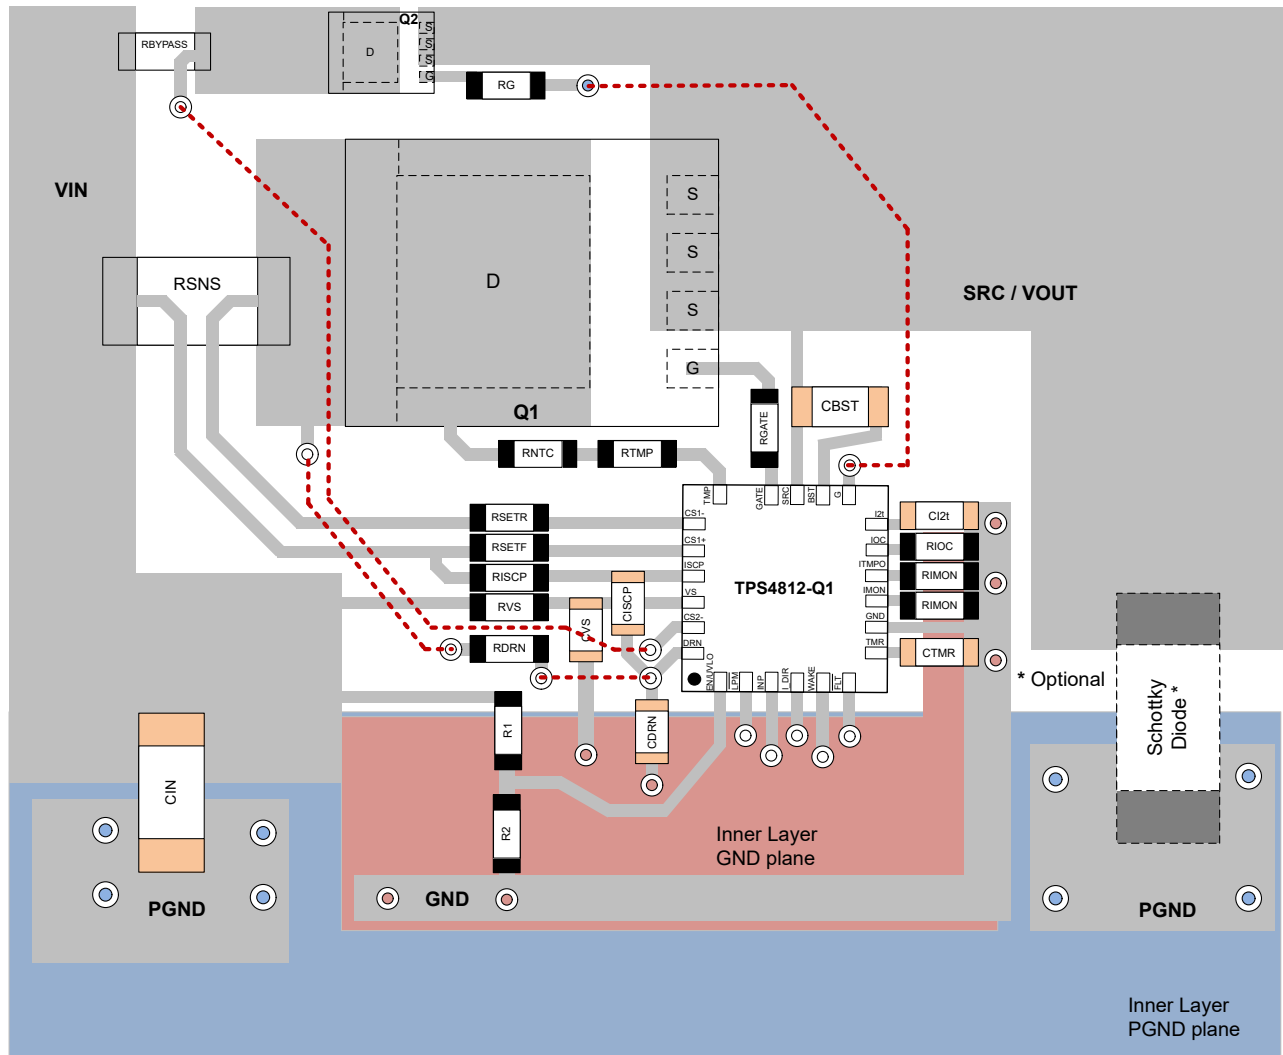 Q2
RBYPASS
S
S
S
G
D
RG
VIN
S
S
S
G
D
RSNS
SRC / VOUT
Q1
CBST
RGATE
RNTC
RTMP
TMP
GATE
SRC
BST
G
CS1-
CS1+
ISCP
VS
CS2-
DRN
I2t
IOC
ITMPO
IMON
GND
TMR
EN/UVLO
LPM
INP
I_DIR
WAKE
FLT
TPS4812-Q1
RSETR
RSETF
RISCP
RVS
RDRN
CISCP
CVS
CI2t
RIOC
RIMON
RIMON
CTMR
* Optional
Schottky
Diode *
R1
CDRN
CIN
R2
Inner Layer
GND plane
GND
PGND
PGND
Inner Layer
PGND plane